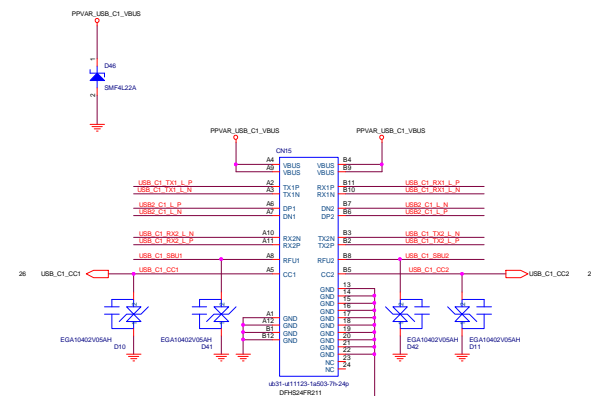 PPVAR_USB_C1_VBUS
1
D46
SMF4L22A
2
PPVAR_USB_C1_VBUS
PPVAR_USB_C1_VBUS
CN15
A4 VBUS VBUS B4
A9 VBUS VBUS B9
USB_C1_TX1_L_P A2 TX1P RX1P B11 USB_C1_RX1_L_P
USB_C1_TX1_L_N A3 TX1N RX1N B10 USB_C1_RX1_L_N
USB2_C1_L_P A6 DP1 DN2 B7 USB2_C1_L_N
USB2_C1_L_N A7 DN1 DP2 B6 USB2_C1_L_P
USB_C1_RX2_L_N A10 RX2N TX2N B3 USB_C1_TX2_L_N
USB_C1_RX2_L_P A11 RX2P TX2P B2 USB_C1_TX2_L_P
USB_C1_SBU1 A8 RFU1 RFU2 B8 USB_C1_SBU2
26 USB_C1_CC1 USB_C1_CC1 A5 CC1 CC2 B5 USB_C1_CC2 USB_C1_CC2 2
GND 13
GND 14
GND 15
GND 16
A1 GND GND 17
A12 GND GND 18
B1 GND GND 19
B12 GND GND 20
GND 21
GND 22
NC 23
NC 24
EGA10402V05AH
D10
EGA10402V05AH
D41
EGA10402V05AH
D42
EGA10402V05AH
D11
ub31-ut11123-1a503-7h-24p
DFHS24FR211